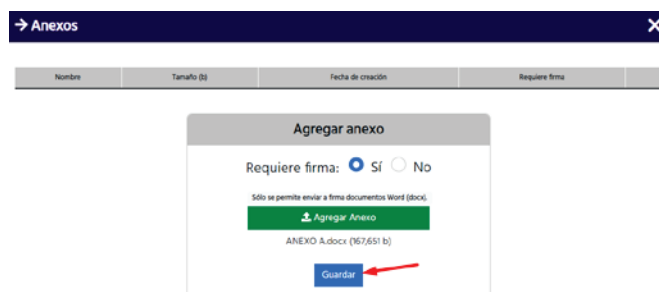 → Anexos X
Nombre Tamaño (b) Fecha de creación Requiere firma
Agregar anexo
Requiere firma: Sí No
Sólo se permite enviar a firma documentos Word (docx).
Agregar Anexo
ANEXO A.docx (167,651 b)
Guardar